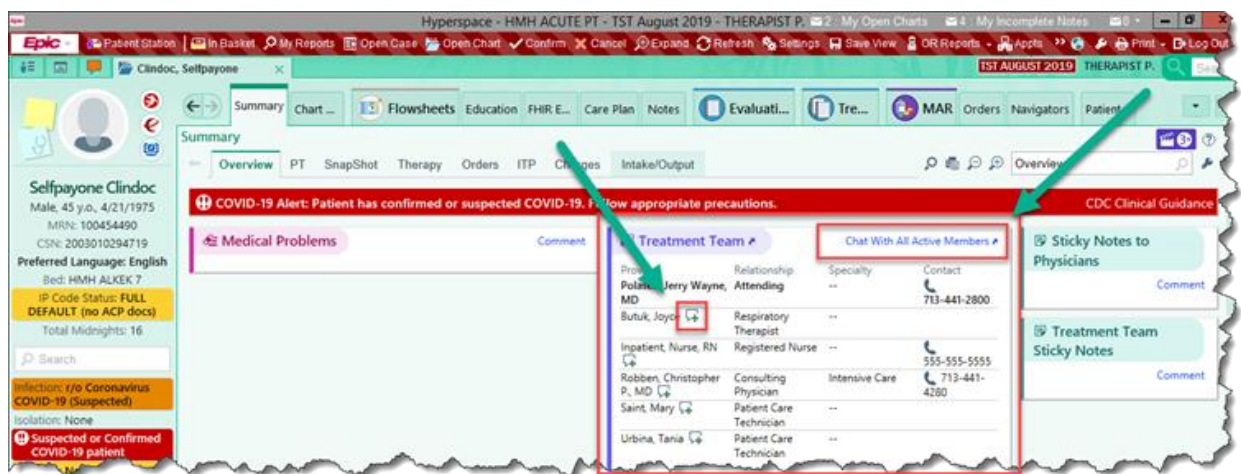 Hyperspace - HMH ACUTE PT - TST August 2019 - THERAPIST P. 2 : My Open Charts 4 : My Incomplete Notes
Epic Patient Station In Basket My Reports Open Case Open Chart Confirm Cancel Expand Refresh Settings Save View OR Reports Appts Print Log Out
Clindoc, Selfpayone TST AUGUST 2019 THERAPIST P.
Summary Chart ... Flowsheets Education FHIR E... Care Plan Notes Evaluati... Tre... MAR Orders Navigators
Summary
Overview PT SnapShot Therapy Orders ITP Intake/Output Overview
Selfpayone Clindoc
Male, 45 y.o., 4/21/1975
MRN: 100454490
CSN: 2003010294719
Preferred Language: English
Bed: HMH ALKEK 7
IP Code Status: FULL
DEFAULT (no ACP docs)
Total Midnights: 16
Search
Infection: r/o Coronavirus
COVID-19 (Suspected)
Isolation: None
Suspected or Confirmed
COVID-19 patient
COVID-19 Alert: Patient has confirmed or suspected COVID-19. Follow appropriate precautions. CDC Clinical Guidance
Medical Problems Comment
Treatment Team Chat With All Active Members
Relationship Specialty Contact
Jerry Wayne, MD Attending -- 713-441-2800
Butuk, Joyce Respiratory Therapist --
Inpatient, Nurse, RN Registered Nurse -- 555-555-5555
Robben, Christopher P., MD Consulting Physician Intensive Care 713-441-4280
Saint, Mary Patient Care Technician --
Urbina, Tania Patient Care Technician --
Sticky Notes to
Physicians
Comment
Treatment Team
Sticky Notes
Comment